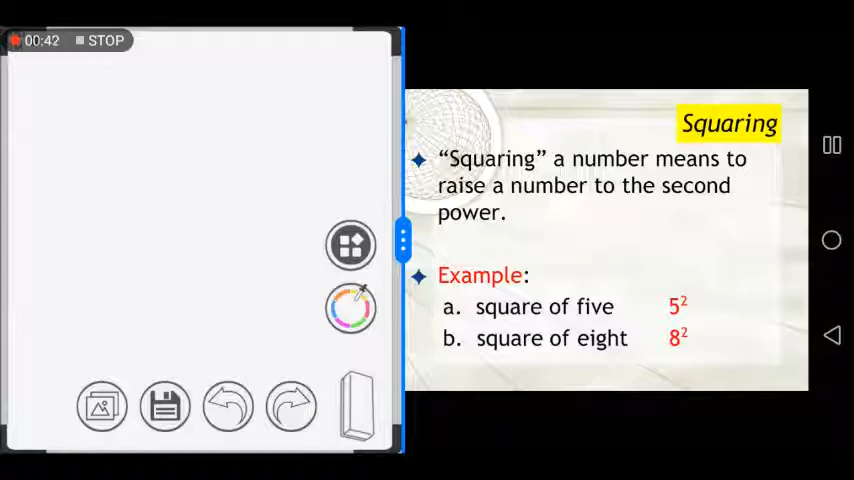 00:42 STOP
Squaring
“Squaring” a number means to
raise a number to the second
power.
Example:
a. square of five 5²
b. square of eight 8²